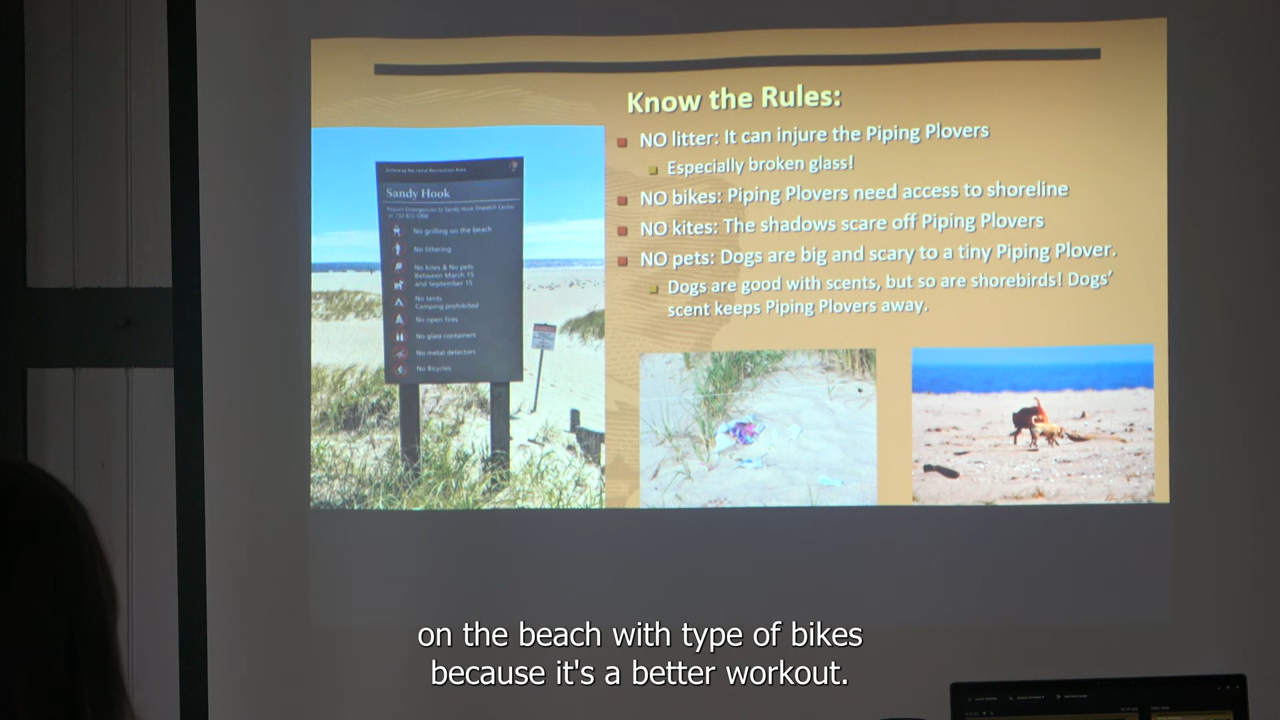 Know the Rules:
NO litter: It can injure the Piping Plovers
Especially broken glass!
NO bikes: Piping Plovers need access to shoreline
NO kites: The shadows scare off Piping Plovers
NO pets: Dogs are big and scary to a tiny Piping Plover.
Dogs are good with scents, but so are shorebirds! Dogs'
scent keeps Piping Plovers away.
Sandy Hook
No grilling on the beach
No littering
No kites & No pets
Between March 15
and September 15
No tents
Camping prohibited
No open fires
No glass containers
No metal detectors
No Bicycles
on the beach with type of bikes
because it's a better workout.